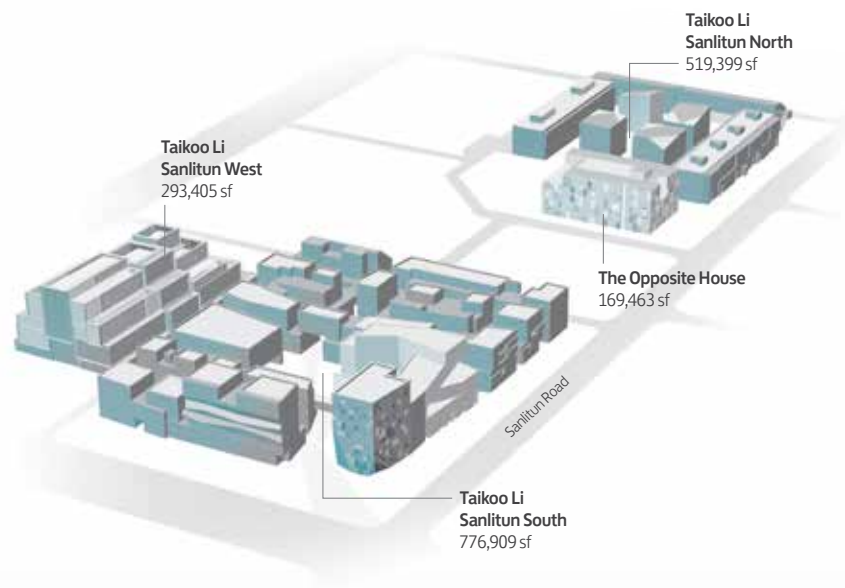 Taikoo Li
Sanlitun North
519,399 sf
Taikoo Li
Sanlitun West
293,405 sf
The Opposite House
169,463 sf
Sanlitun Road
Taikoo Li
Sanlitun South
776,909 sf